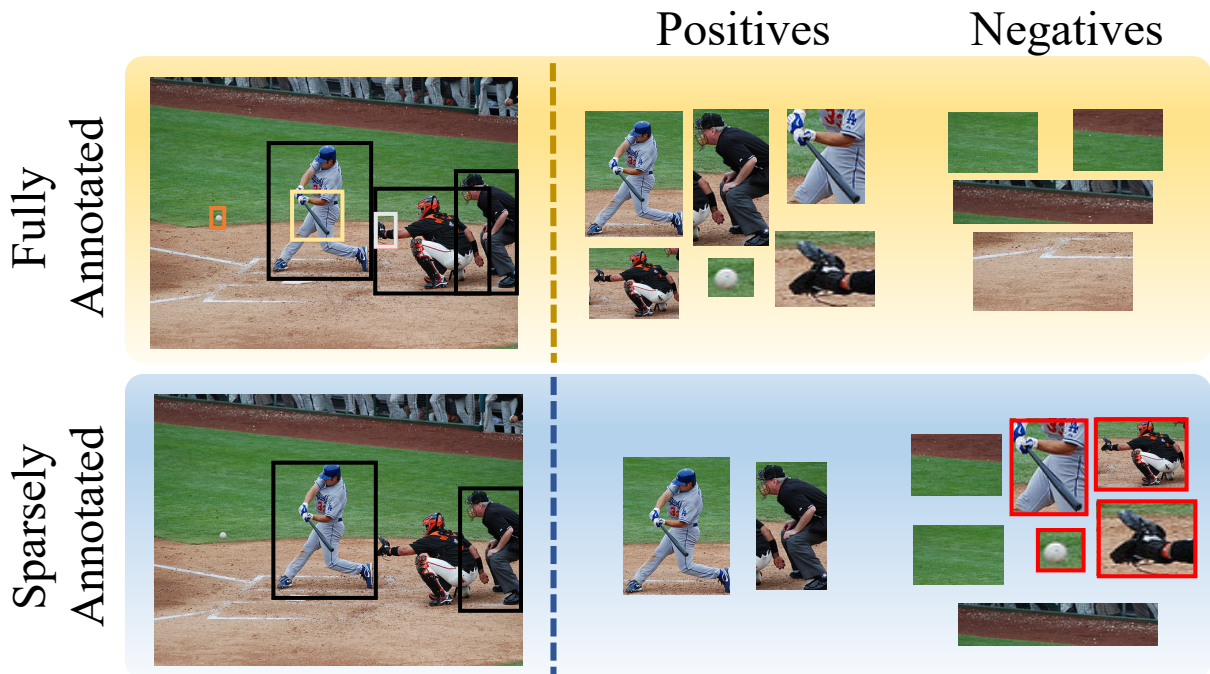 Positives
Negatives
Fully
Annotated
Sparsely
Annotated